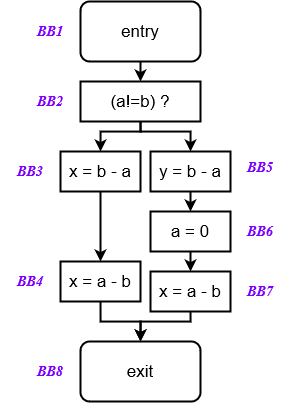 BB1 entry
BB2 (a!=b) ?
BB3 x = b - a y = b - a BB5
a = 0 BB6
BB4 x = a - b x = a - b BB7
BB8 exit